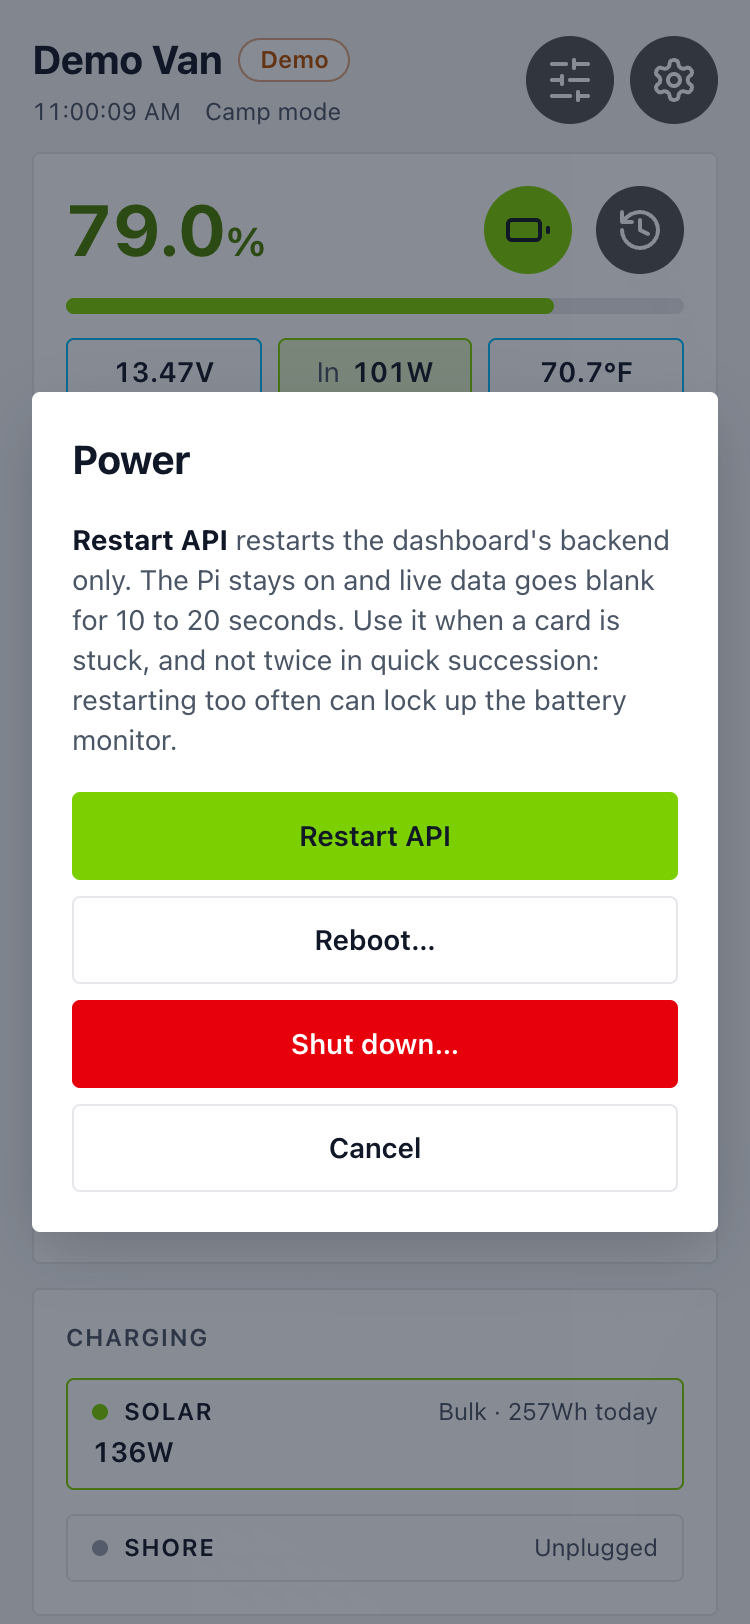 Demo Van Demo
11:00:09 AM Camp mode
79.0%
13.47V In 101W 70.7°F
Power
Restart API restarts the dashboard's backend
only. The Pi stays on and live data goes blank
for 10 to 20 seconds. Use it when a card is
stuck, and not twice in quick succession:
restarting too often can lock up the battery
monitor.
Restart API
Reboot...
Shut down...
Cancel
CHARGING
SOLAR Bulk · 257Wh today
136W
SHORE Unplugged